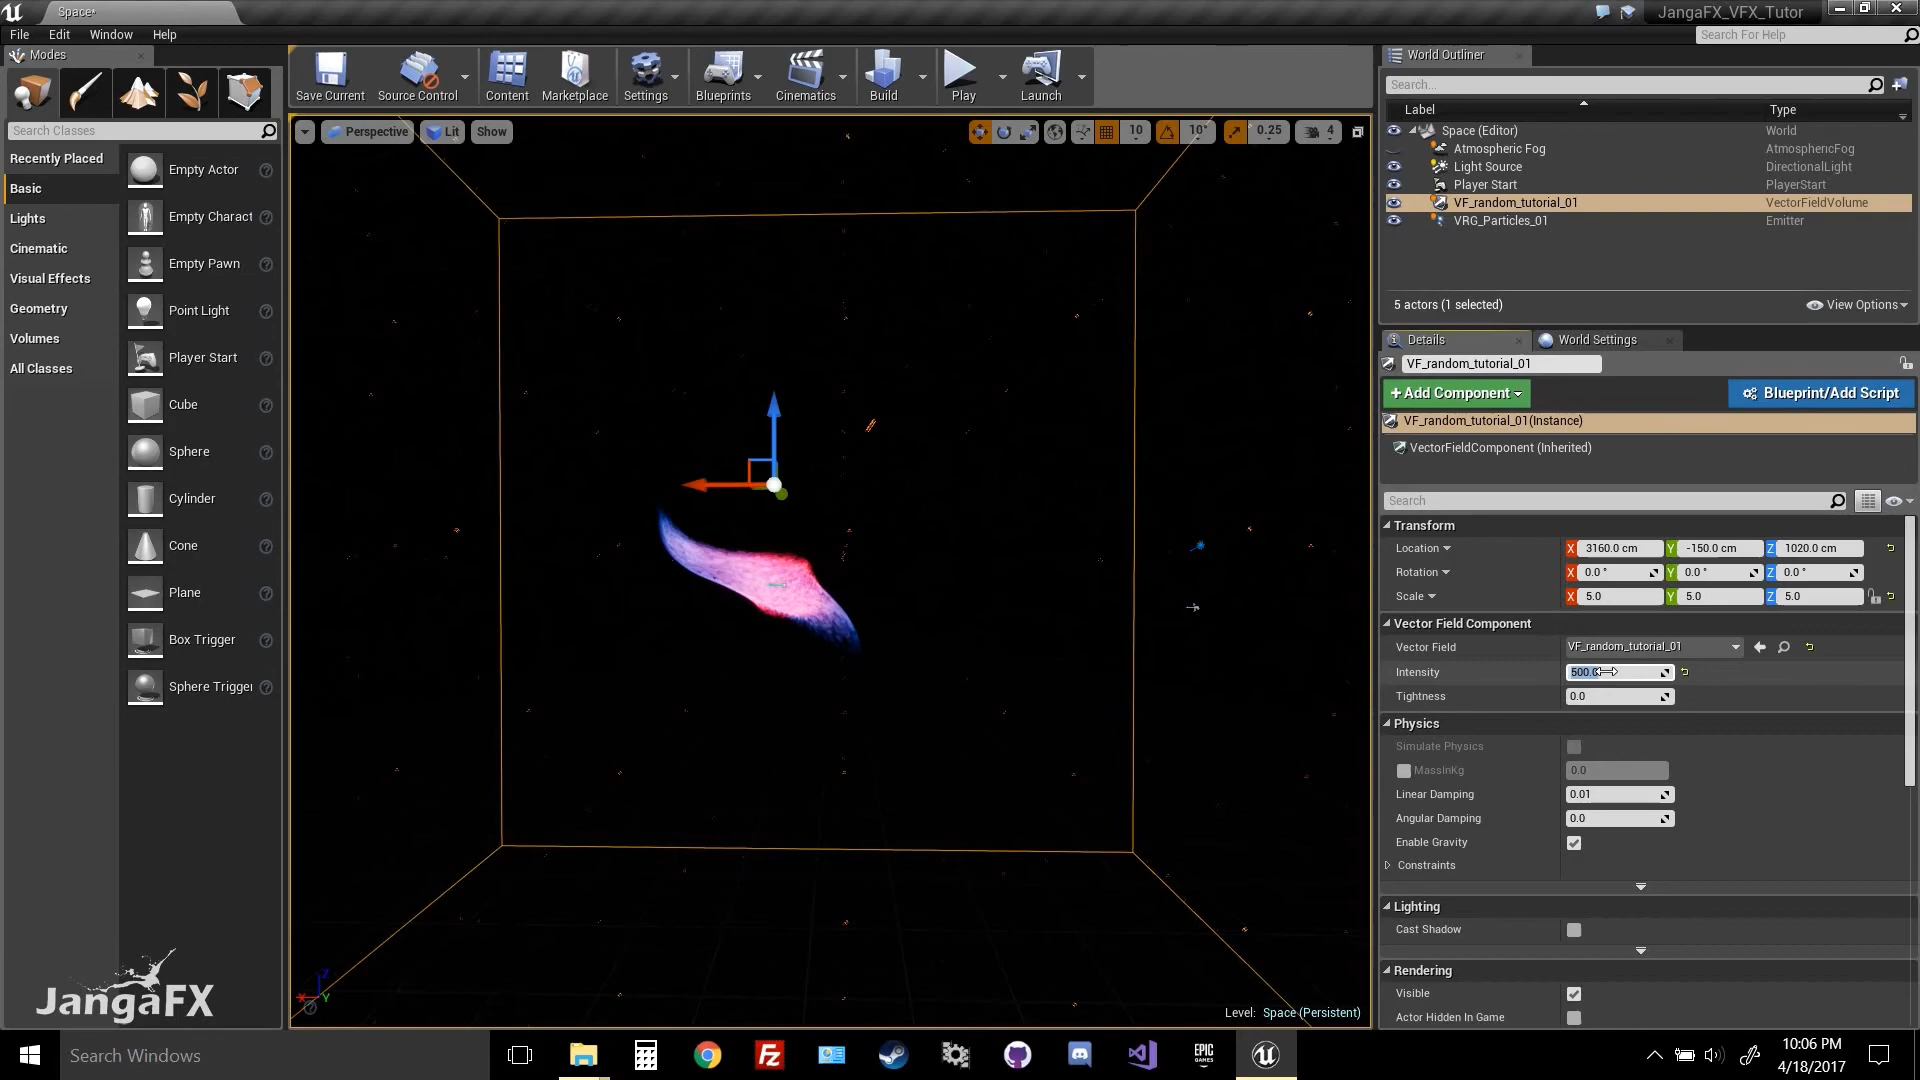 Space*
JangaFX_VFX_Tutor
File Edit Window Help
Search For Help
Modes
Save Current
Source Control
Content
Marketplace
Settings
Blueprints
Cinematics
Build
Play
Launch
Search Classes
Recently Placed
Basic
Lights
Cinematic
Visual Effects
Geometry
Volumes
All Classes
Empty Actor
Empty Charact
Empty Pawn
Point Light
Player Start
Cube
Sphere
Cylinder
Cone
Plane
Box Trigger
Sphere Trigger
JangaFX
Perspective Lit Show
10 10° 0.25 4
Z
X Y
Level: Space (Persistent)
World Outliner
Search...
Label Type
Space (Editor) World
Atmospheric Fog AtmosphericFog
Light Source DirectionalLight
Player Start PlayerStart
VF_random_tutorial_01 VectorFieldVolume
VRG_Particles_01 Emitter
5 actors (1 selected) View Options
Details World Settings
VF_random_tutorial_01
+Add Component Blueprint/Add Script
VF_random_tutorial_01(Instance)
VectorFieldComponent (Inherited)
Search
Transform
Location X 3160.0 cm Y -150.0 cm Z 1020.0 cm
Rotation X 0.0 ° Y 0.0 ° Z 0.0 °
Scale X 5.0 Y 5.0 Z 5.0
Vector Field Component
Vector Field VF_random_tutorial_01
Intensity 500.0
Tightness 0.0
Physics
Simulate Physics
MassInKg 0.0
Linear Damping 0.01
Angular Damping 0.0
Enable Gravity
Constraints
Lighting
Cast Shadow
Rendering
Visible
Actor Hidden In Game
Search Windows
EPIC
GAMES
10:06 PM
4/18/2017